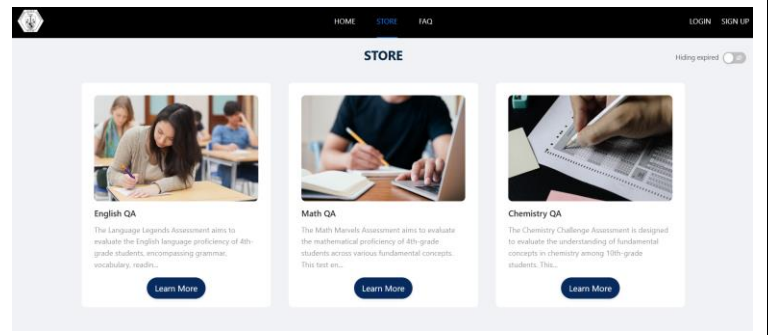 HOME STORE FAQ LOGIN SIGN UP
STORE
Hiding expired
English QA
The Language Legends Assessment aims to
evaluate the English language proficiency of 4th-
grade students, encompassing grammar,
vocabulary, readin...
Learn More
Math QA
The Math Marvels Assessment aims to evaluate
the mathematical proficiency of 4th-grade
students across various fundamental concepts.
This test en...
Learn More
Chemistry QA
The Chemistry Challenge Assessment is designed
to evaluate the understanding of fundamental
concepts in chemistry among 10th-grade
students. This...
Learn More